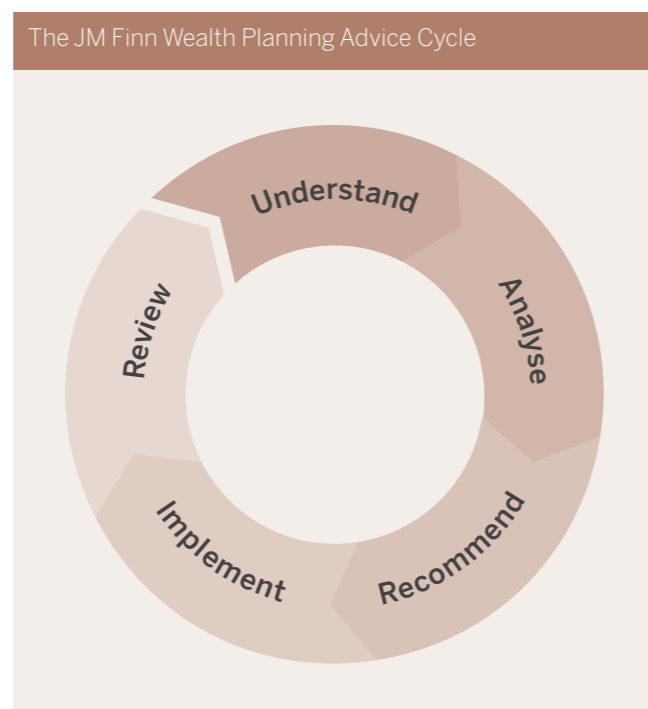 The JM Finn Wealth Planning Advice Cycle
Understand
Analyse
Recommend
Implement
Review